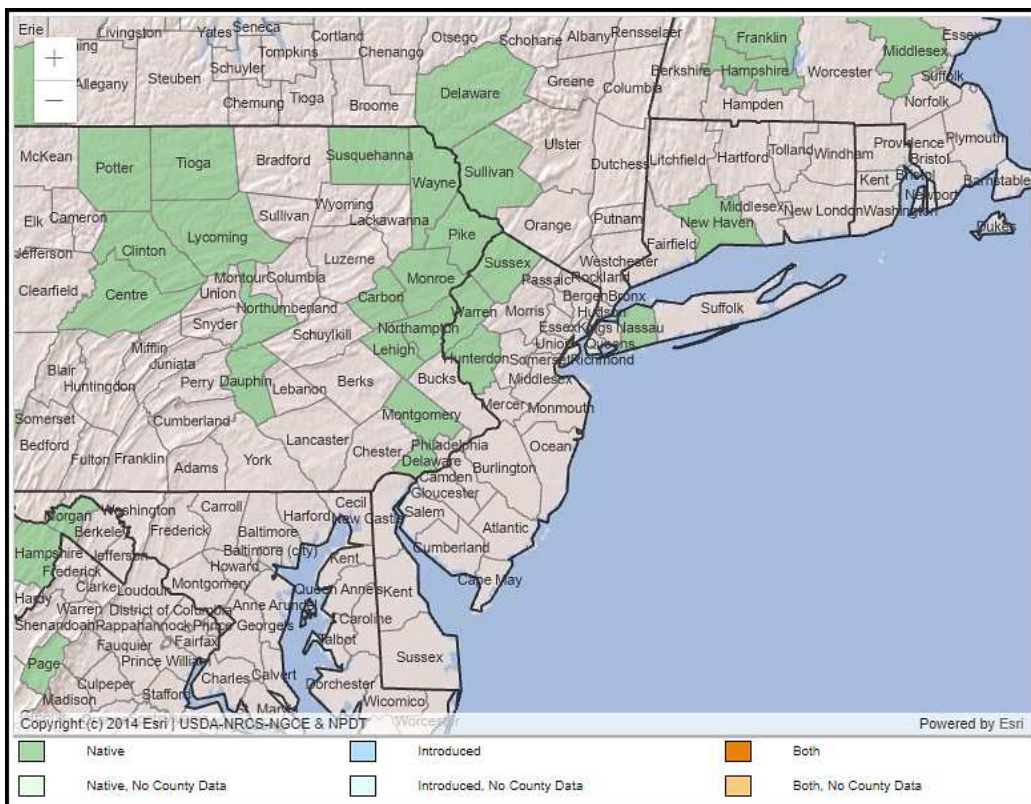 Erie Livingston Yates Seneca Cortland Otsego Schoharie Albany Rensselaer Franklin Essex
Tompkins Chenango Middlesex
Allegany Steuben Schuyler Greene Columbia Berkshire Hampshire Worcester Suffolk
Chemung Tioga Broome Delaware Hampden Norfolk
McKean Potter Tioga Bradford Susquehanna Sullivan Ulster Dutchess Litchfield Hartford Tolland Windham Providence Plymouth
Bristol
Wayne Kent Bristol Barnstable
Elk Cameron Sullivan Wyoming Lackawanna Orange Putnam New Haven Middlesex New London Washington Newport
Jefferson Clinton Lycoming Luzerne Pike Fairfield Dukes
Clearfield Centre Union Montour Columbia Carbon Monroe Sussex Passaic Westchester Rockland
Snyder Northumberland Schuylkill Northampton Warren Morris Bergen Bronx Hudson Suffolk
Mifflin Juniata Lehigh Essex Kings Nassau
Blair Huntingdon Perry Dauphin Lebanon Berks Bucks Hunterdon Union Queens
Somerset Richmond
Middlesex
Somerset Cumberland Montgomery Mercer Monmouth
Bedford Fulton Franklin Adams York Lancaster Chester Philadelphia Ocean
Delaware Camden Burlington
Gloucester
Morgan Washington Carroll Harford Cecil Salem
Berkeley Frederick Baltimore New Castle Atlantic
Hampshire Jefferson Baltimore (city) Kent Cumberland
Frederick Howard
Clarke Loudoun Montgomery Queen Anne's Kent Cape May
Hardy Warren District of Columbia Anne Arundel
Shenandoah Rappahannock Prince George's Caroline
Fauquier Fairfax Talbot
Page Prince William Sussex
Culpeper Charles Calvert
Madison Stafford St. Mary's Dorchester Wicomico
Worcester
Copyright:(c) 2014 Esri | USDA-NRCS-NGCE & NPDT Powered by Esri
Native Introduced Both
Native, No County Data Introduced, No County Data Both, No County Data